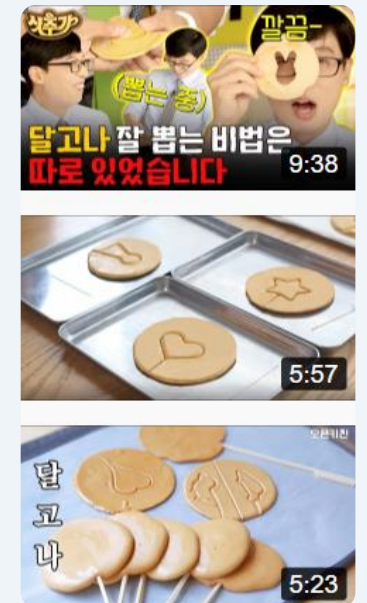 식추가
깔끔-
(뽑는 중)
달고나 잘 뽑는 비법은
따로 있었습니다
9:38
5:57
오픈키친
달
고
나
5:23